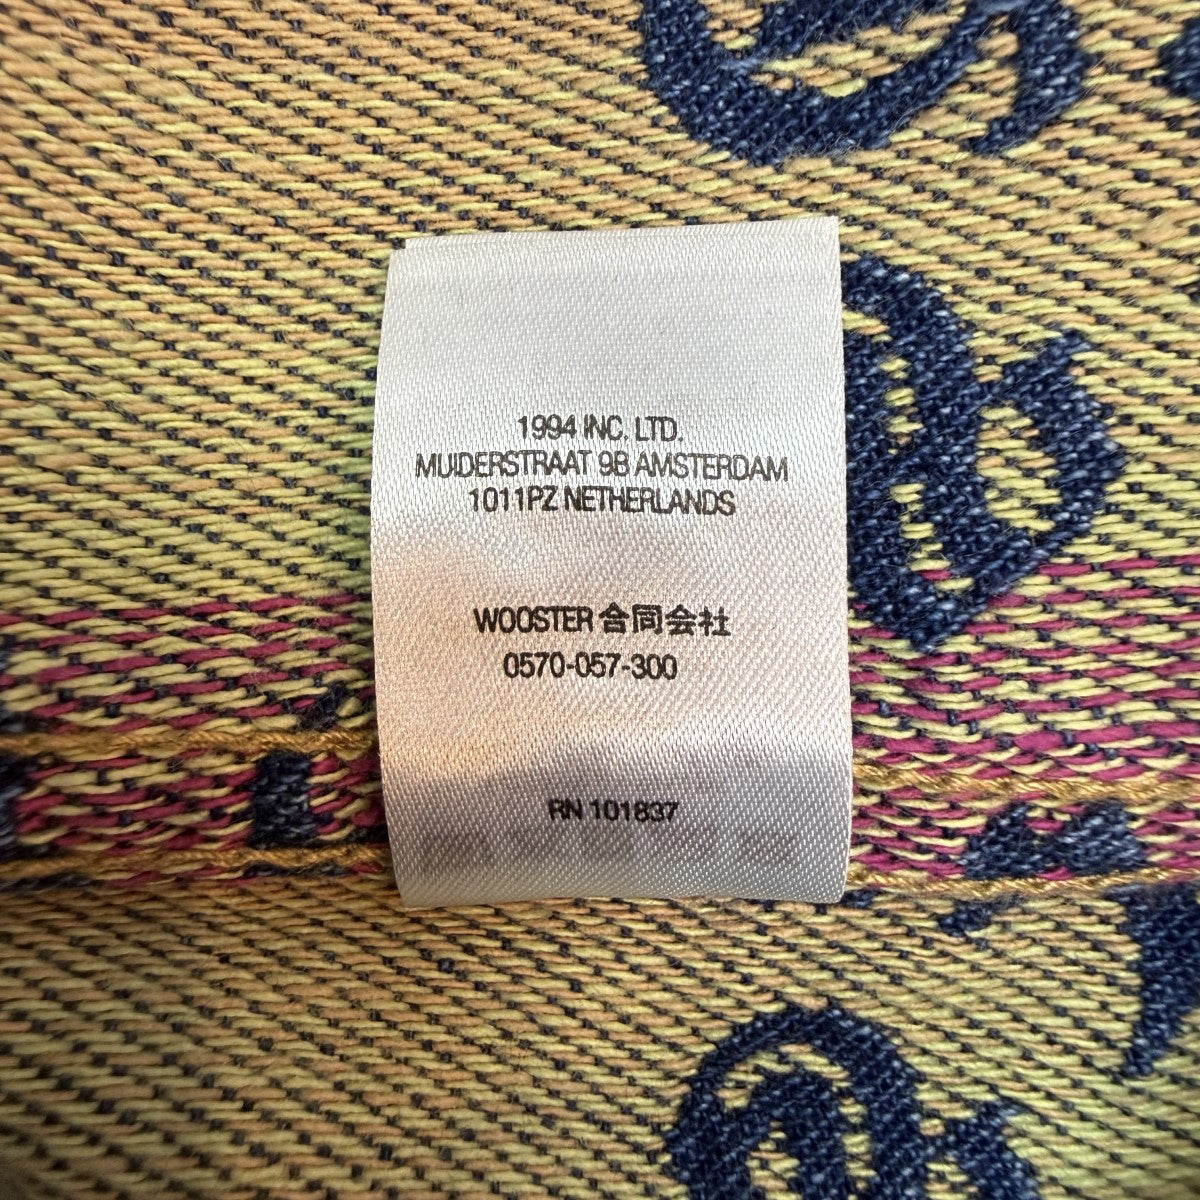 1994 INC. LTD.
MUIDERSTRAAT 9B AMSTERDAM
1011PZ NETHERLANDS
WOOSTER 合同会社
0570-057-300
RN 101837